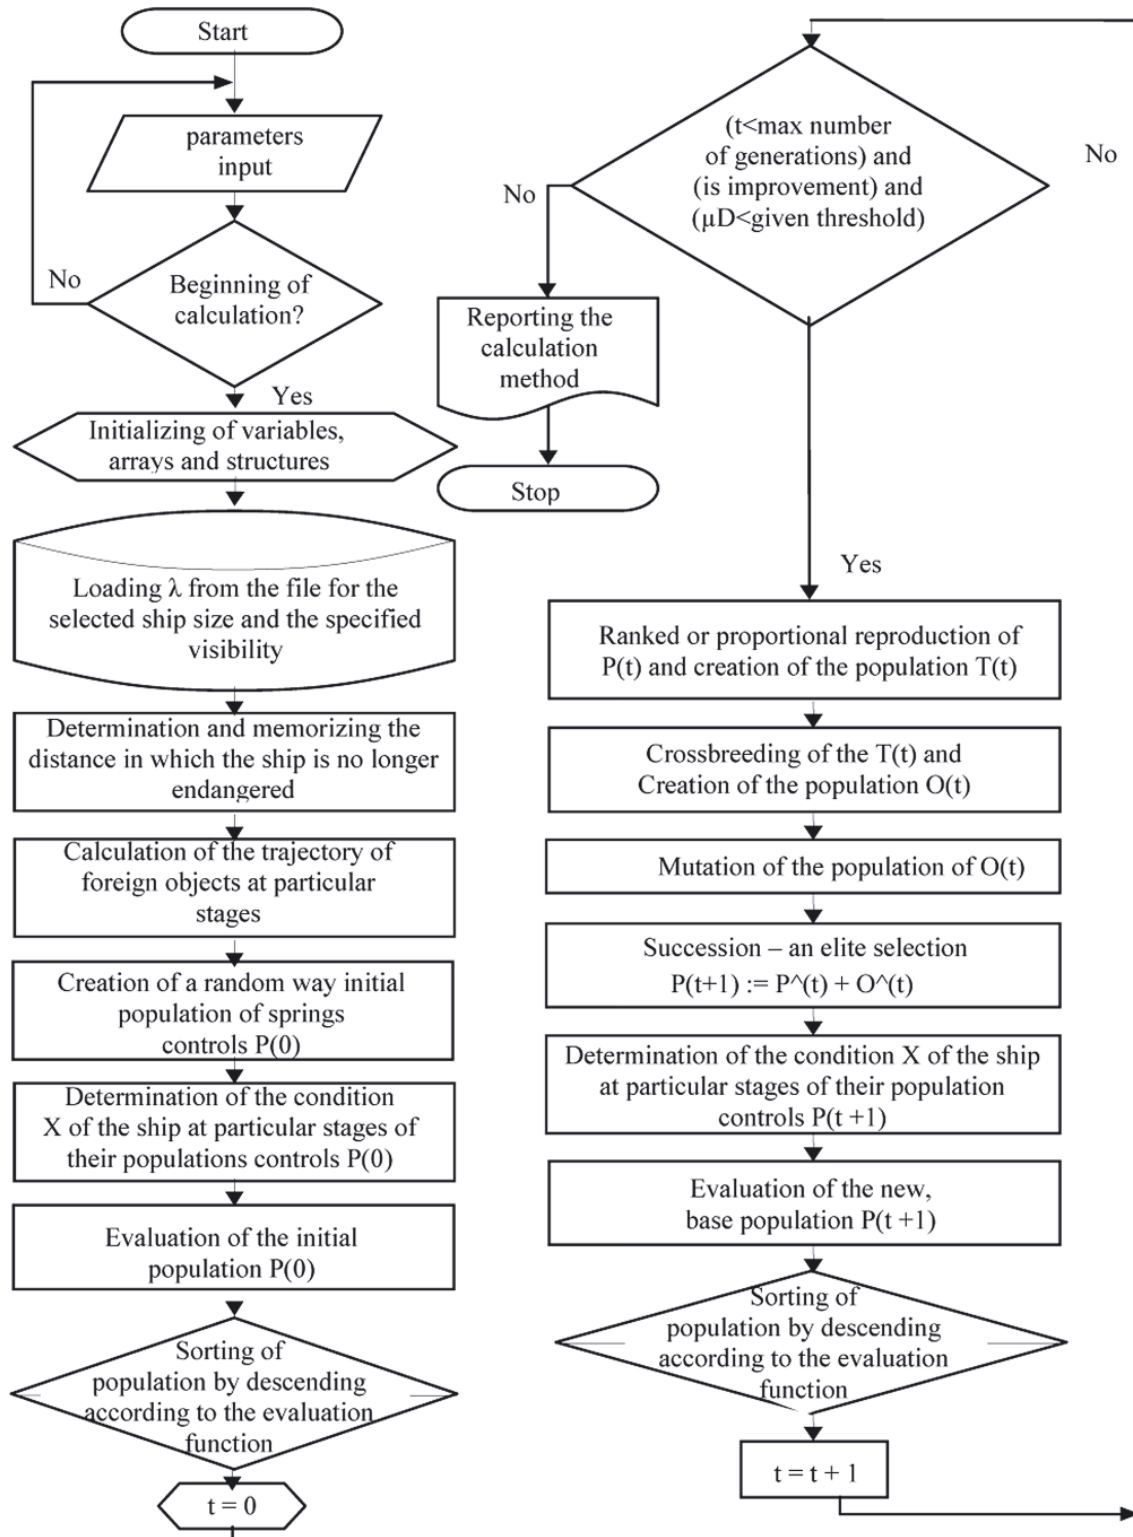 Start
parameters
input
No
Beginning of
calculation?
Yes
Initializing of variables,
arrays and structures
Loading λ from the file for the
selected ship size and the specified
visibility
Determination and memorizing the
distance in which the ship is no longer
endangered
Calculation of the trajectory of
foreign objects at particular
stages
Creation of a random way initial
population of springs
controls P(0)
Determination of the condition
X of the ship at particular stages of
their populations controls P(0)
Evaluation of the initial
population P(0)
Sorting of
population by descending
according to the evaluation
function
t = 0
(t<max number
of generations) and
(is improvement) and
(µD<given threshold)
No
No
Reporting the
calculation
method
Stop
Yes
Ranked or proportional reproduction of
P(t) and creation of the population T(t)
Crossbreeding of the T(t) and
Creation of the population O(t)
Mutation of the population of O(t)
Succession – an elite selection
P(t+1) := P^(t) + O^(t)
Determination of the condition X of the ship
at particular stages of their population
controls P(t +1)
Evaluation of the new,
base population P(t +1)
Sorting of
population by descending
according to the evaluation
function
t = t + 1